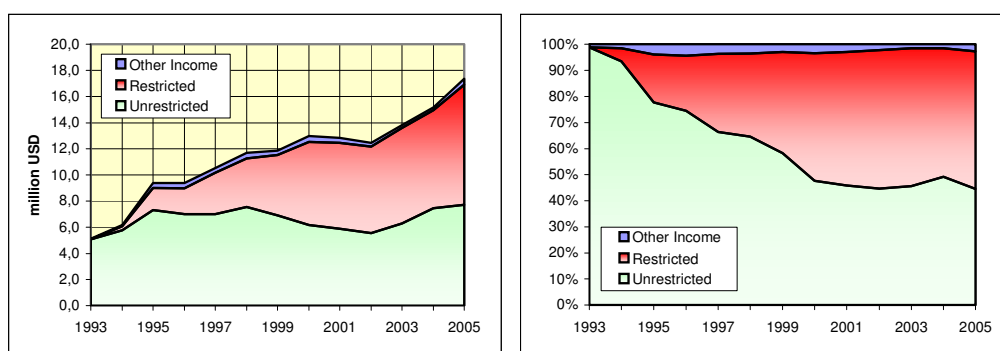 million USD
20,0
18,0
16,0
14,0
12,0
10,0
8,0
6,0
4,0
2,0
0,0
1993 1995 1997 1999 2001 2003 2005
Other Income
Restricted
Unrestricted
100%
90%
80%
70%
60%
50%
40%
30%
20%
10%
0%
1993 1995 1997 1999 2001 2003 2005
Other Income
Restricted
Unrestricted